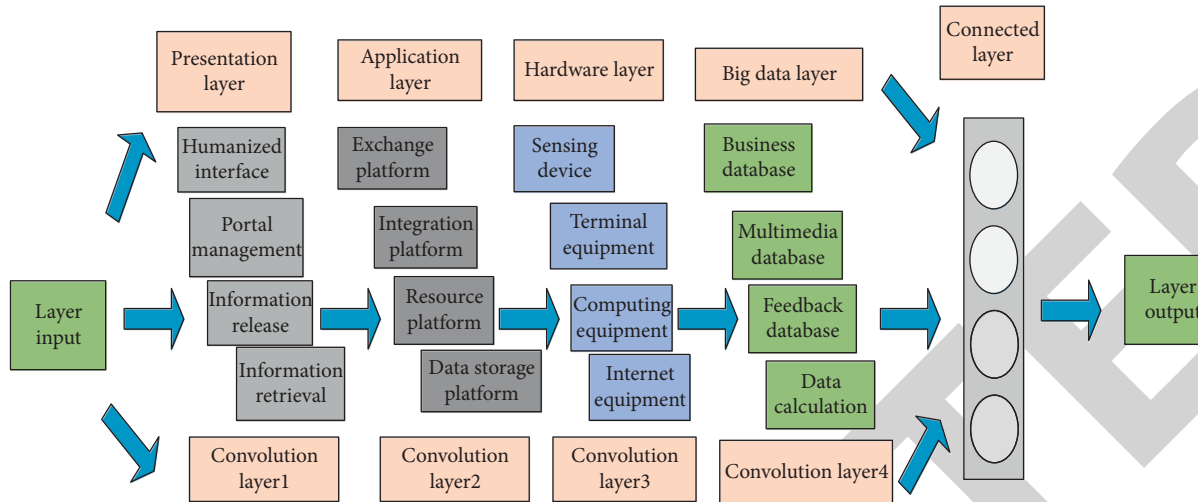 Presentation
layer
Application
layer
Hardware layer
Big data layer
Connected
layer
Humanized
interface
Exchange
platform
Sensing
device
Business
database
Portal
management
Integration
platform
Terminal
equipment
Multimedia
database
Layer
input
Information
release
Resource
platform
Computing
equipment
Feedback
database
Layer
output
Information
retrieval
Data storage
platform
Internet
equipment
Data
calculation
Convolution
layer1
Convolution
layer2
Convolution
layer3
Convolution layer4